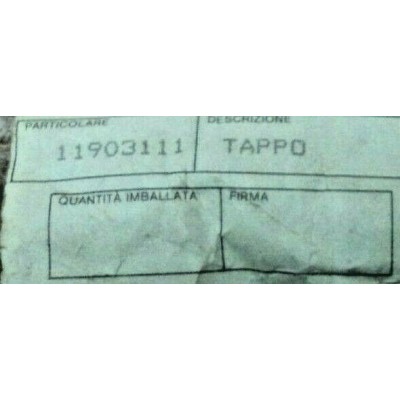 PARTICOLARE DESCRIZIONE
11903111 TAPPO
QUANTITÀ IMBALLATA FIRMA